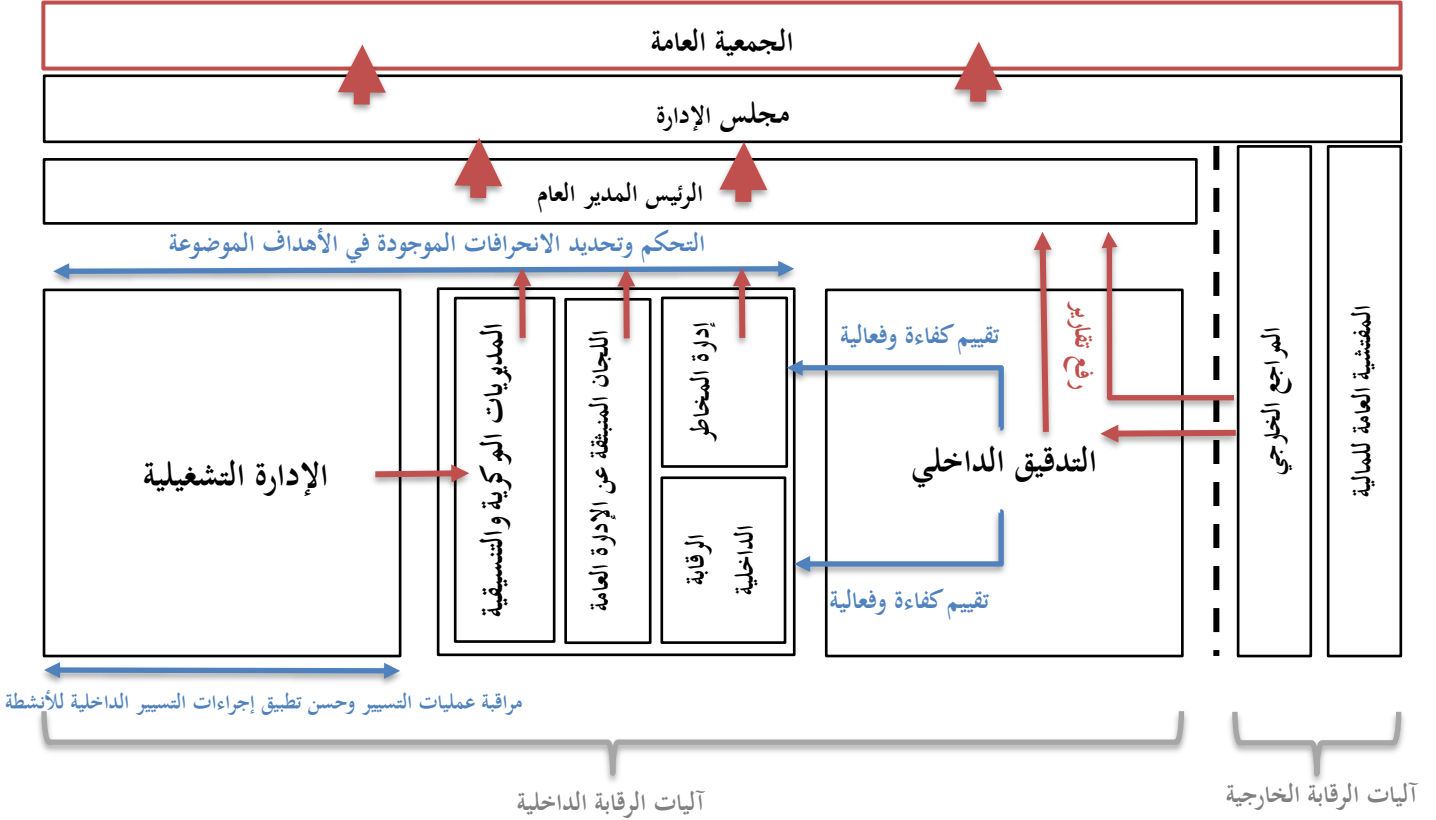 الجمعية العامة
مجلس الإدارة
الرئيس المدير العام
التحكم وتحديد الانحرافات الموجودة في الأهداف الموضوعة
المفتشية العامة للمالية
المراجع الخارجي
رفع تقارير
التدقيق الداخلي
تقييم كفاءة وفعالية
تقييم كفاءة وفعالية
إدارة المخاطر
الرقابة
الداخلية
اللجان المنبثقة عن الإدارة العامة
المديريات المركزية والتنسيقية
الإدارة التشغيلية
مراقبة عمليات التسيير وحسن تطبيق إجراءات التسيير الداخلية للأنشطة
آليات الرقابة الخارجية
آليات الرقابة الداخلية